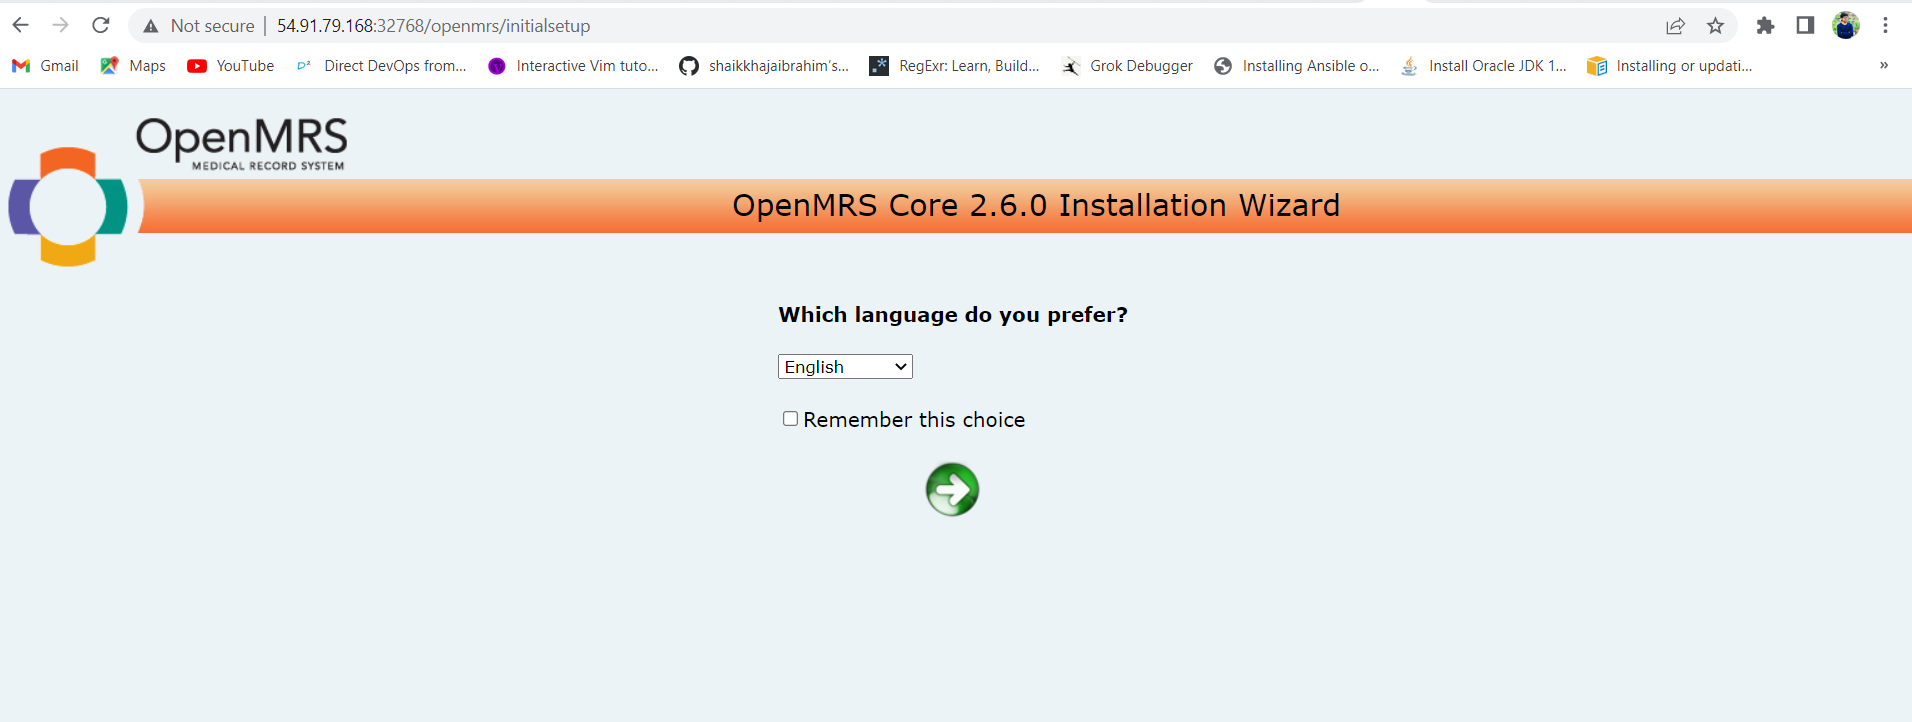 Not secure | 54.91.79.168:32768/openmrs/initialsetup
Gmail Maps YouTube Direct DevOps from... Interactive Vim tuto... shaikkhajaibrahim's... RegExr: Learn, Build... Grok Debugger Installing Ansible o... Install Oracle JDK 1... Installing or updati... »
OpenMRS
MEDICAL RECORD SYSTEM
OpenMRS Core 2.6.0 Installation Wizard
Which language do you prefer?
English
Remember this choice